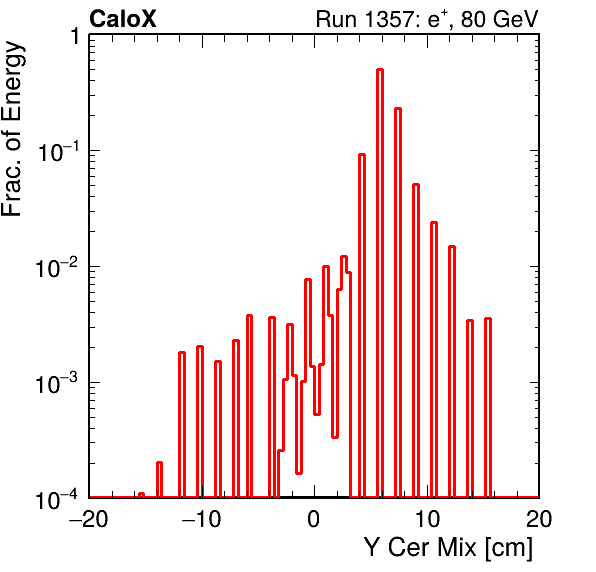 CaloX Run 1357: e⁺, 80 GeV
Frac. of Energy
1
10⁻¹
10⁻²
10⁻³
10⁻⁴
−20 −10 0 10 20
Y Cer Mix [cm]